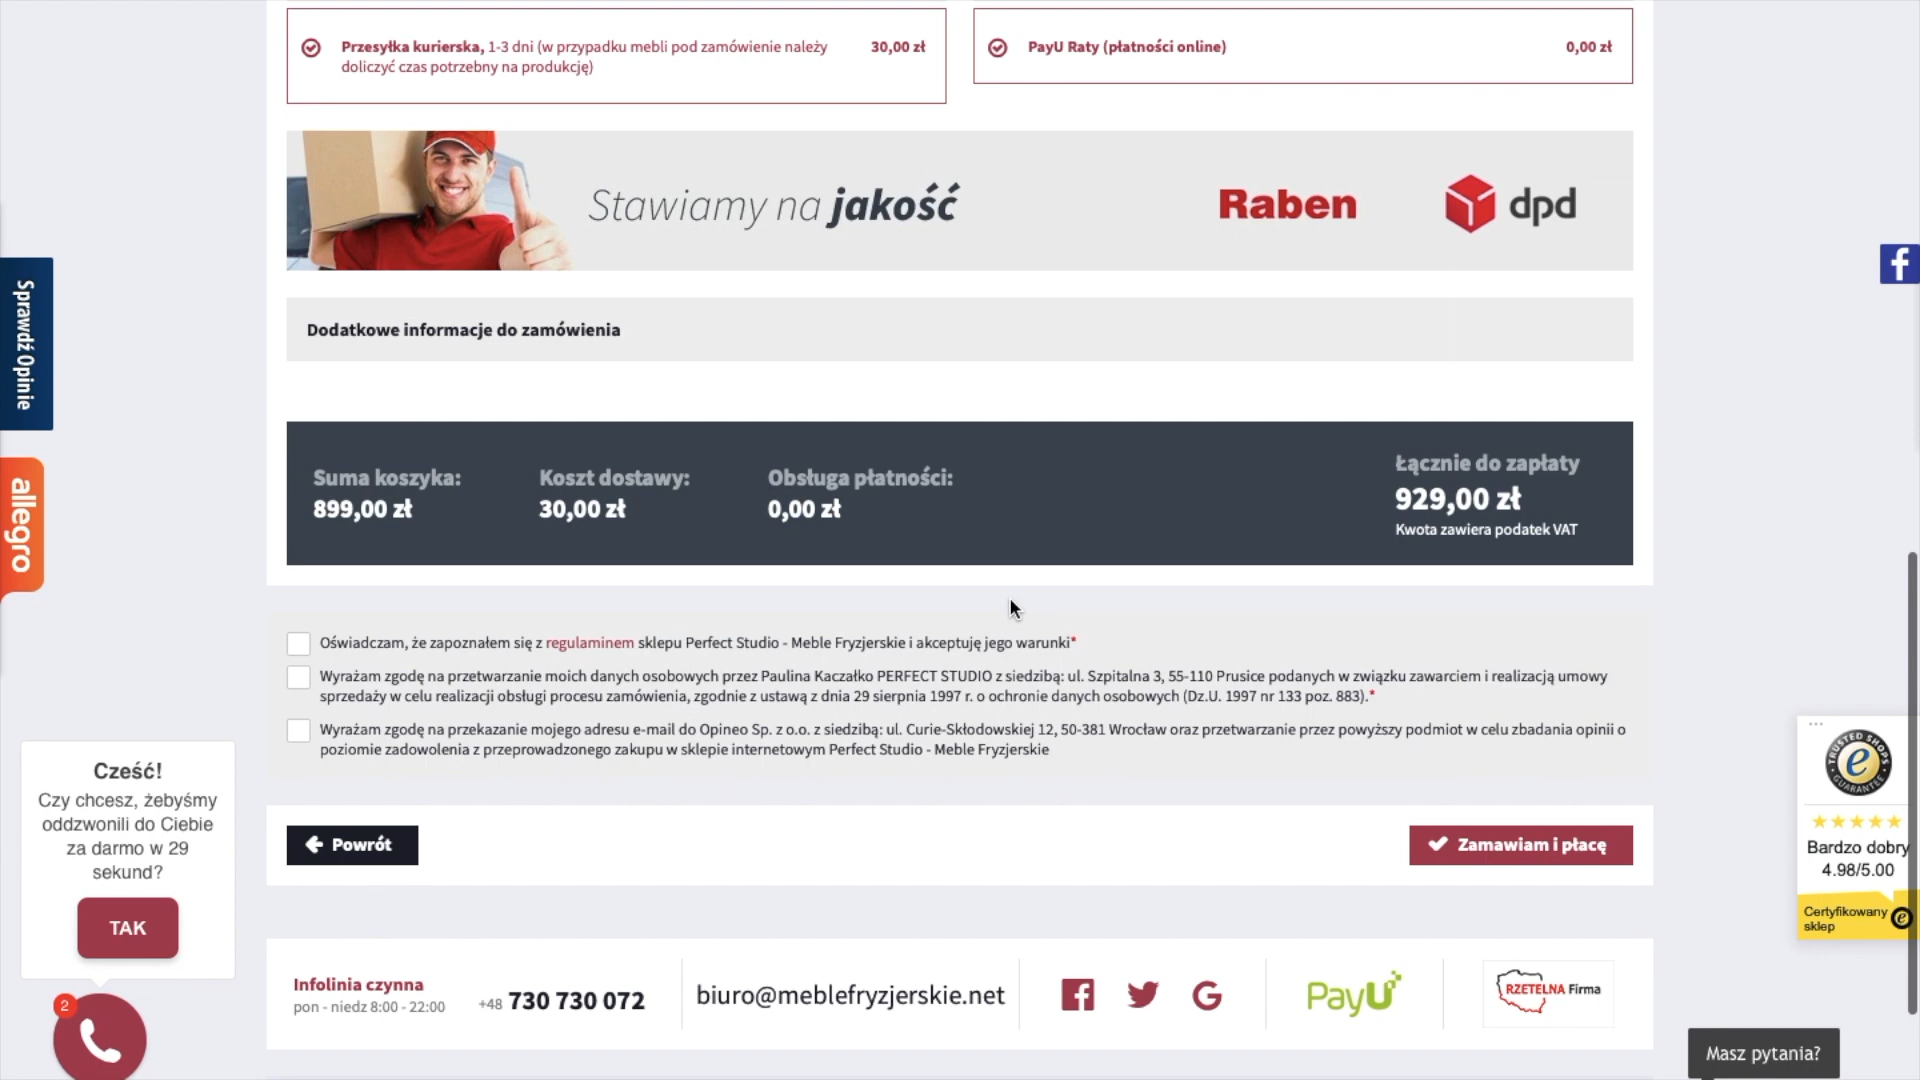 Przesyłka kurierska, 1-3 dni (w przypadku mebli pod zamówienie należy
doliczyć czas potrzebny na produkcję)
30,00 zł
PayU Raty (płatności online)
0,00 zł
Stawiamy na jakość
Raben
dpd
Dodatkowe informacje do zamówienia
Sprawdź Opinie
allegro
Suma koszyka:
899,00 zł
Koszt dostawy:
30,00 zł
Obsługa płatności:
0,00 zł
Łącznie do zapłaty
929,00 zł
Kwota zawiera podatek VAT
Oświadczam, że zapoznałem się z regulaminem sklepu Perfect Studio - Meble Fryzjerskie i akceptuję jego warunki*
Wyrażam zgodę na przetwarzanie moich danych osobowych przez Paulina Kaczałko PERFECT STUDIO z siedzibą: ul. Szpitalna 3, 55-110 Prusice podanych w związku zawarciem i realizacją umowy
sprzedaży w celu realizacji obsługi procesu zamówienia, zgodnie z ustawą z dnia 29 sierpnia 1997 r. o ochronie danych osobowych (Dz.U. 1997 nr 133 poz. 883).*
Wyrażam zgodę na przekazanie mojego adresu e-mail do Opineo Sp. z o.o. z siedzibą: ul. Curie-Skłodowskiej 12, 50-381 Wrocław oraz przetwarzanie przez powyższy podmiot w celu zbadania opinii o
poziomie zadowolenia z przeprowadzonego zakupu w sklepie internetowym Perfect Studio - Meble Fryzjerskie
Cześć!
Czy chcesz, żebyśmy
oddzwonili do Ciebie
za darmo w 29
sekund?
TAK
2
Powrót
Zamawiam i płacę
TRUSTED SHOPS
GUARANTEE
Bardzo dobry
4.98/5.00
Certyfikowany
sklep
Infolinia czynna
pon - niedz 8:00 - 22:00
+48 730 730 072
biuro@meblefryzjerskie.net
PayU
RZETELNA Firma
Masz pytania?